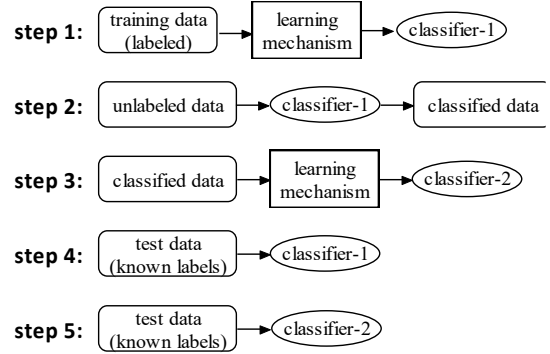 step 1:
training data
(labeled)
learning
mechanism
classifier-1
step 2:
unlabeled data
classifier-1
classified data
step 3:
classified data
learning
mechanism
classifier-2
step 4:
test data
(known labels)
classifier-1
step 5:
test data
(known labels)
classifier-2